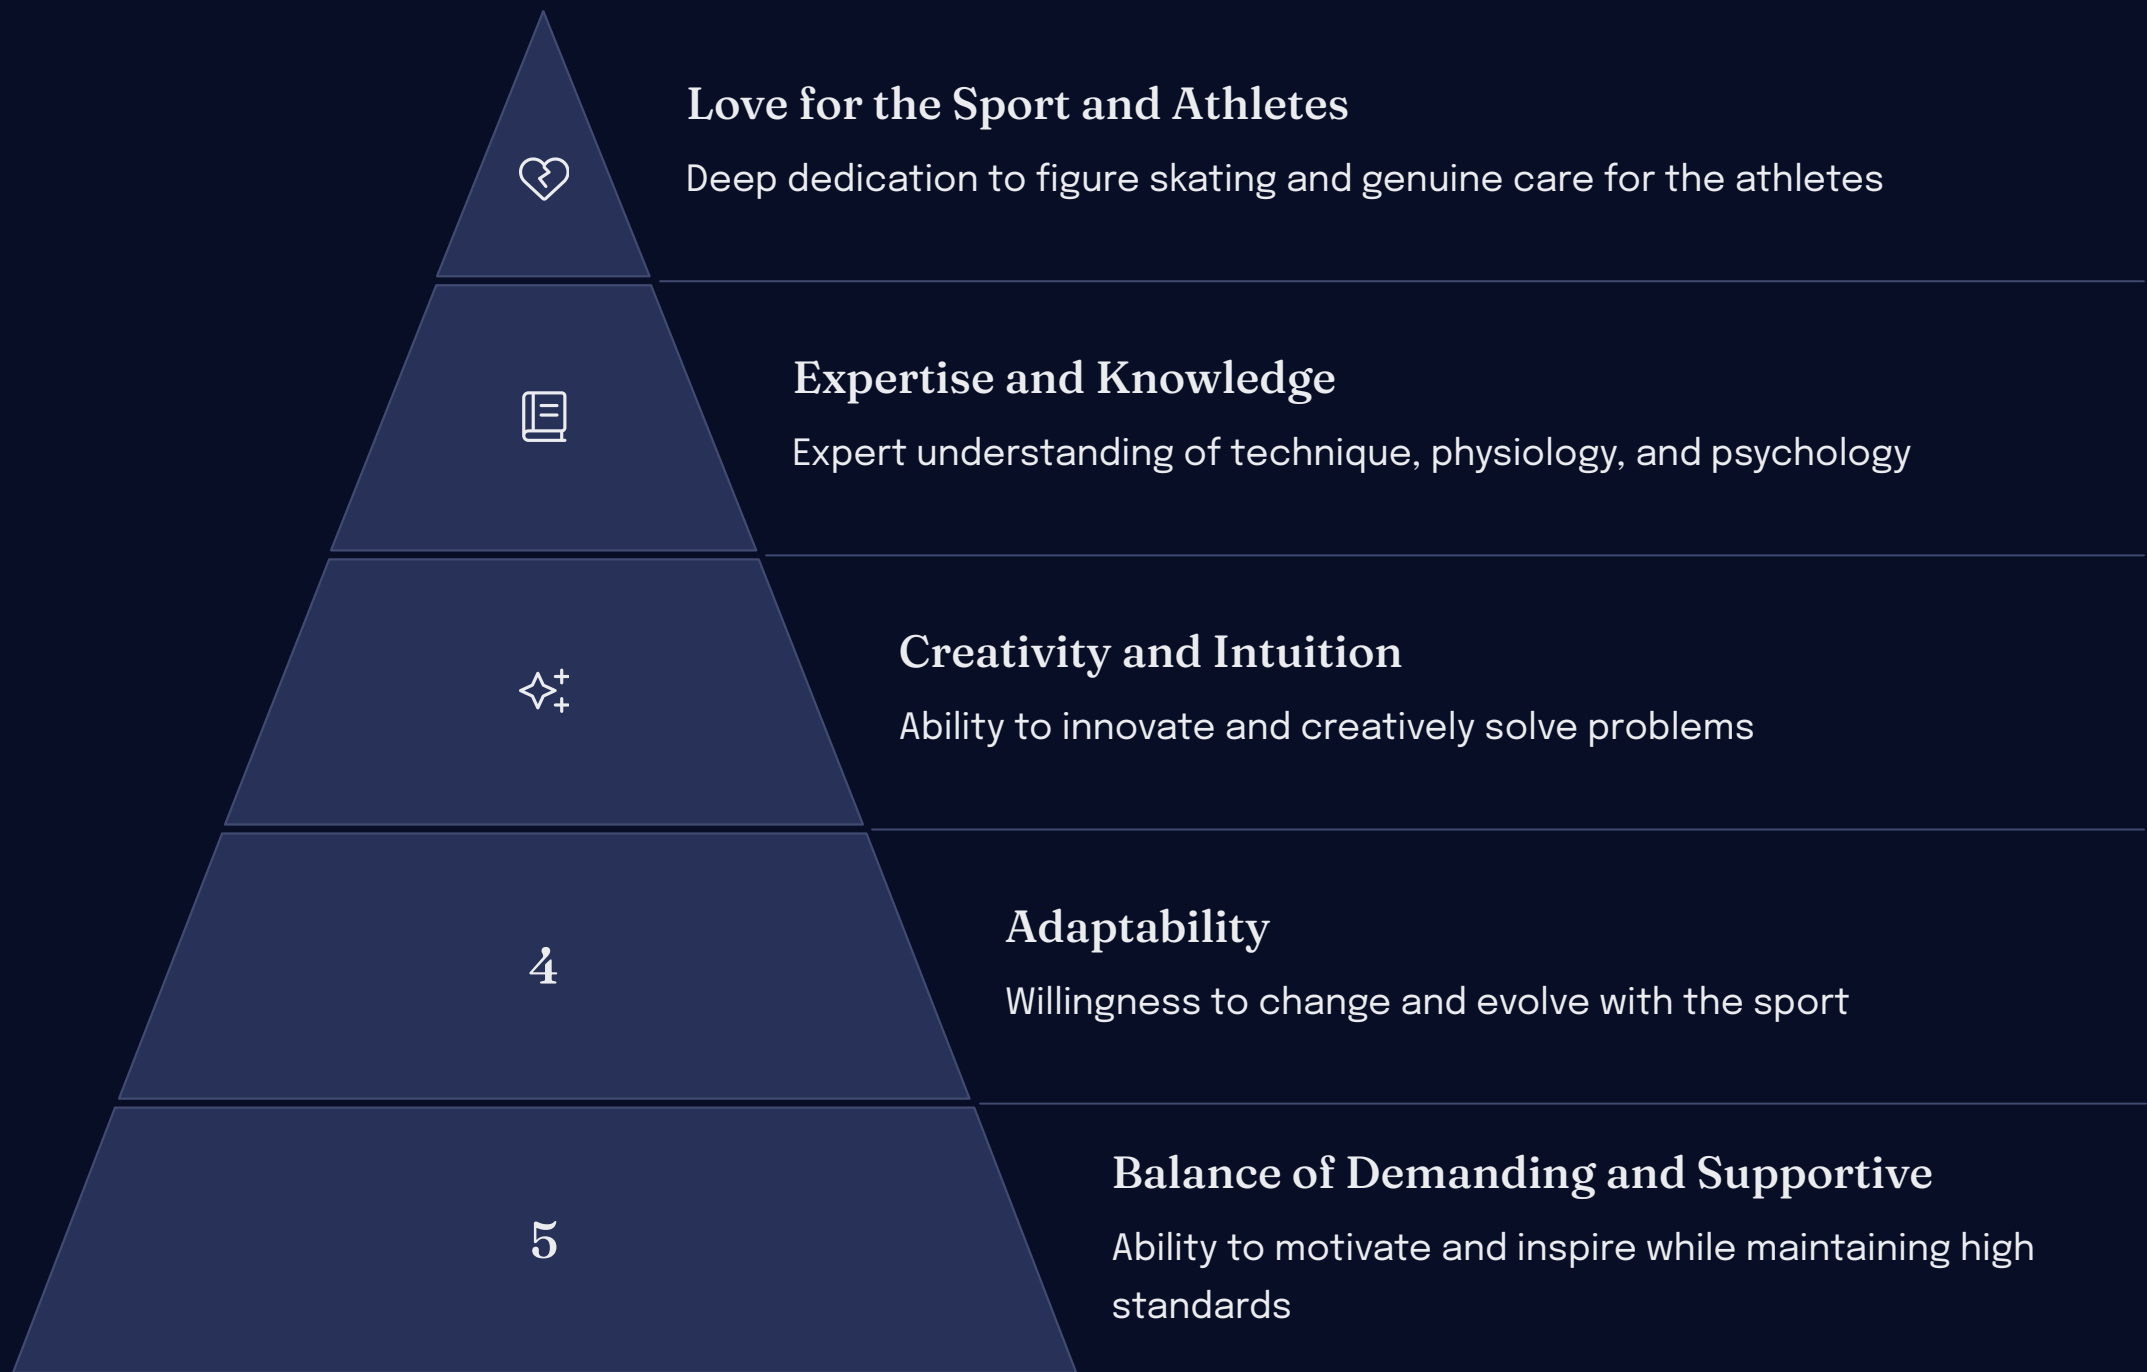 Love for the Sport and Athletes
Deep dedication to figure skating and genuine care for the athletes
Expertise and Knowledge
Expert understanding of technique, physiology, and psychology
Creativity and Intuition
Ability to innovate and creatively solve problems
4
Adaptability
Willingness to change and evolve with the sport
5
Balance of Demanding and Supportive
Ability to motivate and inspire while maintaining high
standards